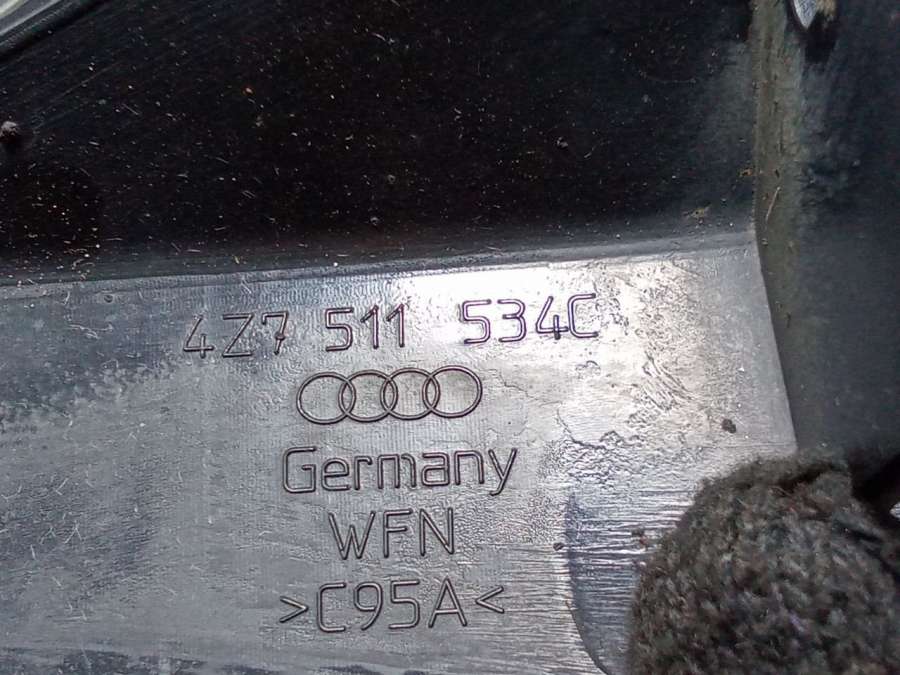 4Z7 511 534C
Germany
WFN
>C95A<